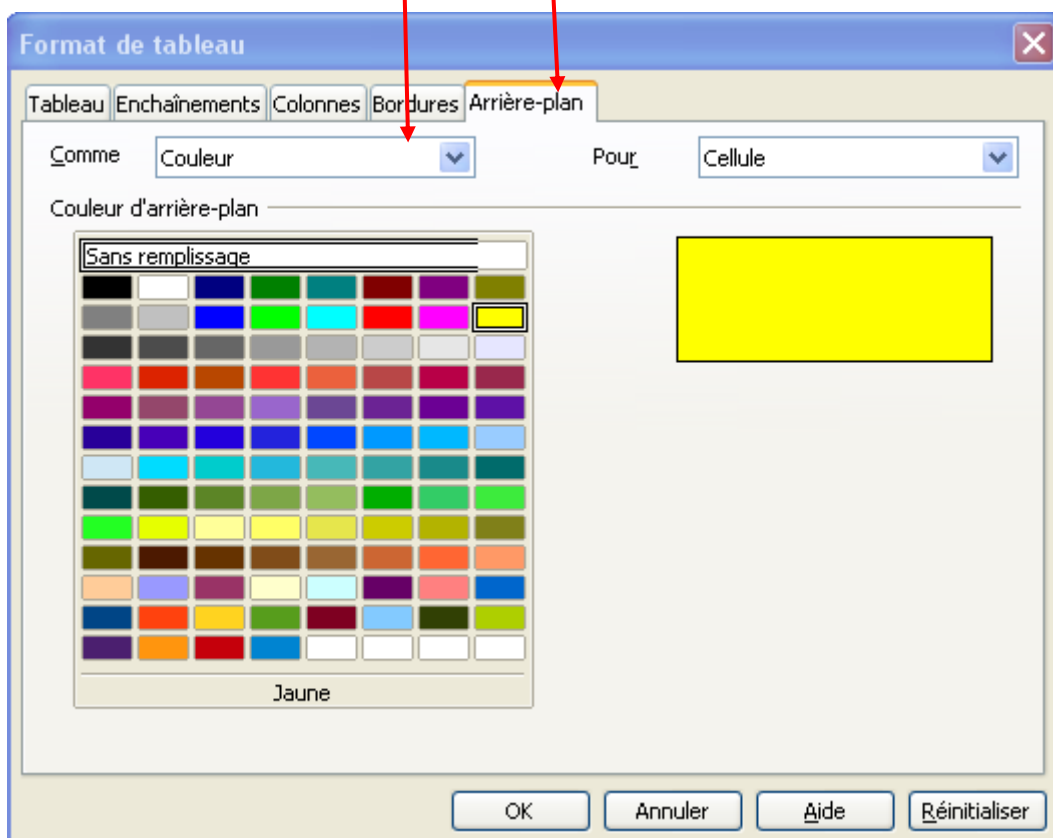 Format de tableau
Tableau Enchaînements Colonnes Bordures Arrière-plan
Comme Couleur Pour Cellule
Couleur d'arrière-plan
Sans remplissage
Jaune
OK Annuler Aide Réinitialiser